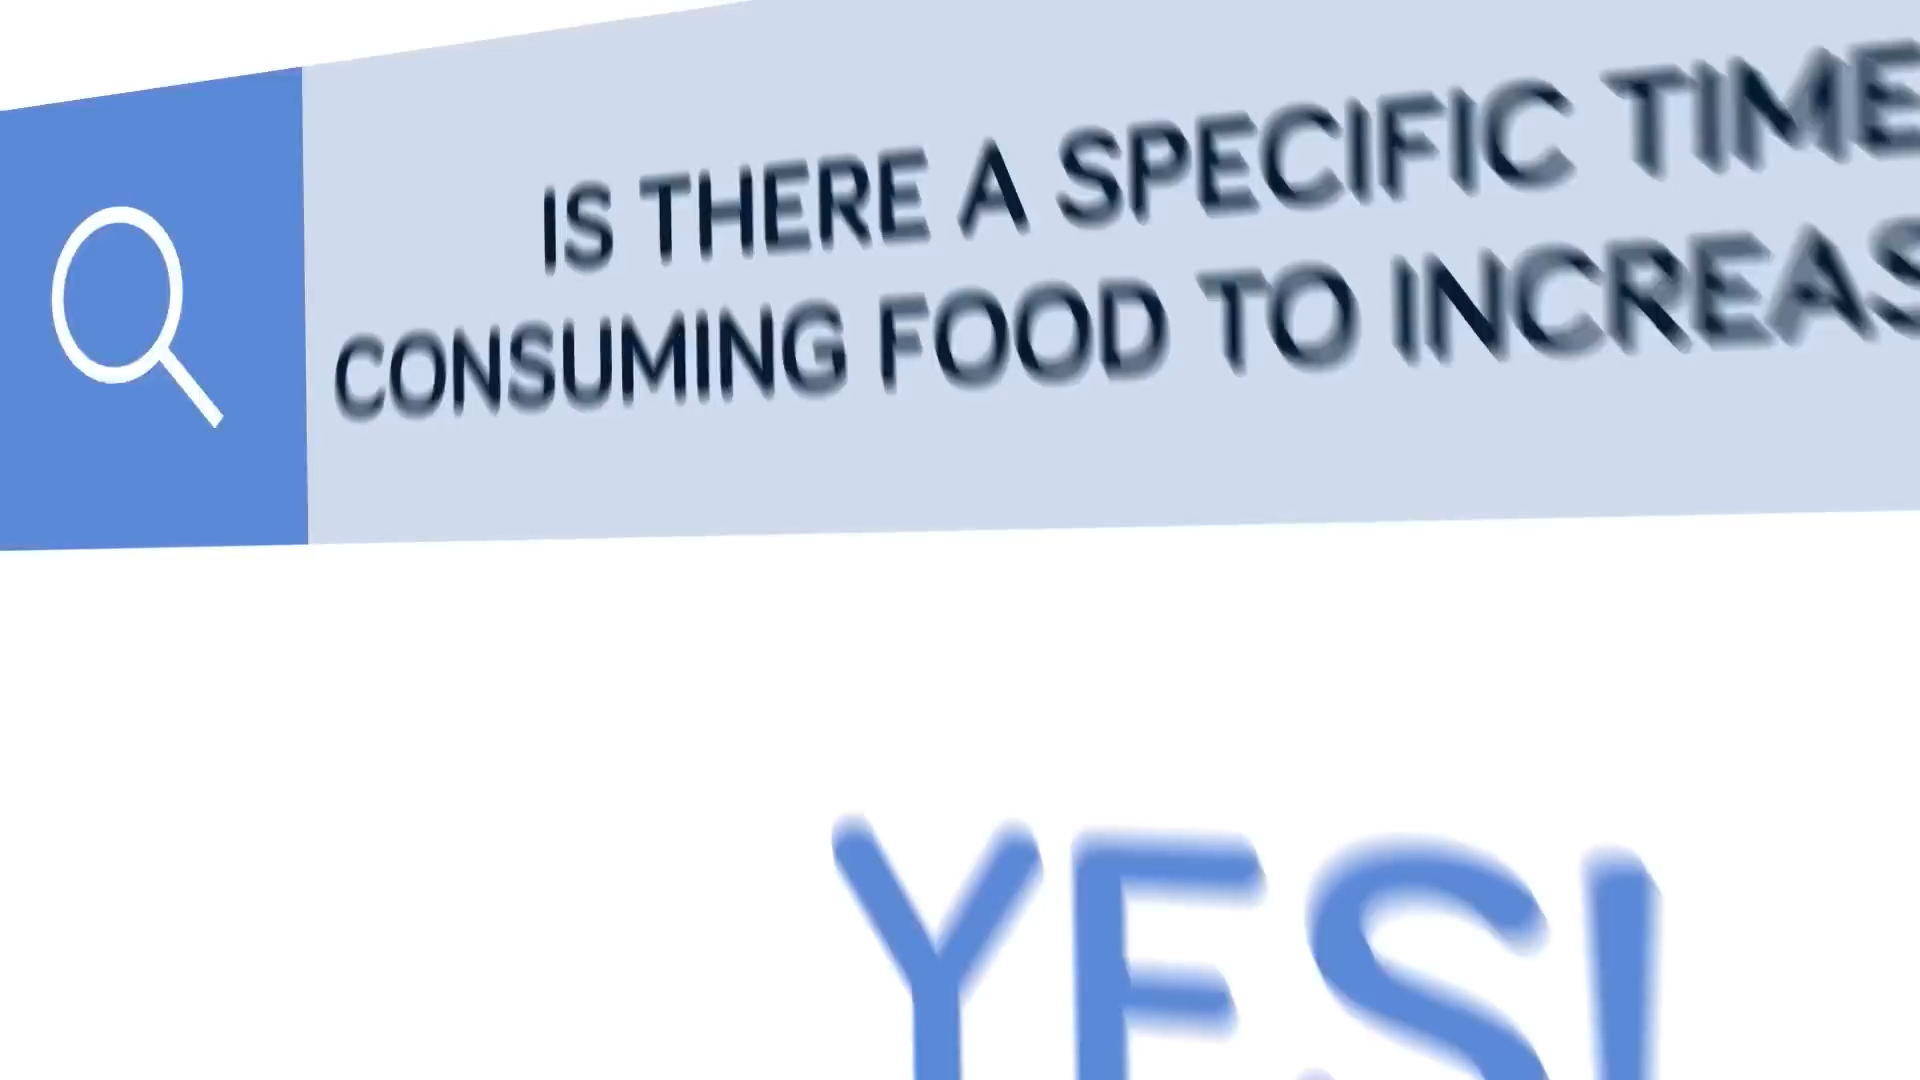 IS THERE A SPECIFIC TIME
CONSUMING FOOD TO INCREAS
YES!